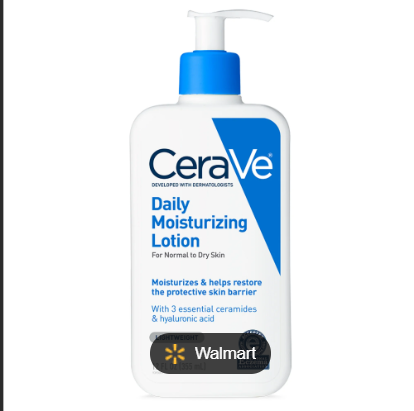 CeraVe
DEVELOPED WITH DERMATOLOGISTS
Daily
Moisturizing
Lotion
For Normal to Dry Skin
Moisturizes & helps restore
the protective skin barrier
With 3 essential ceramides
& hyaluronic acid
Walmart